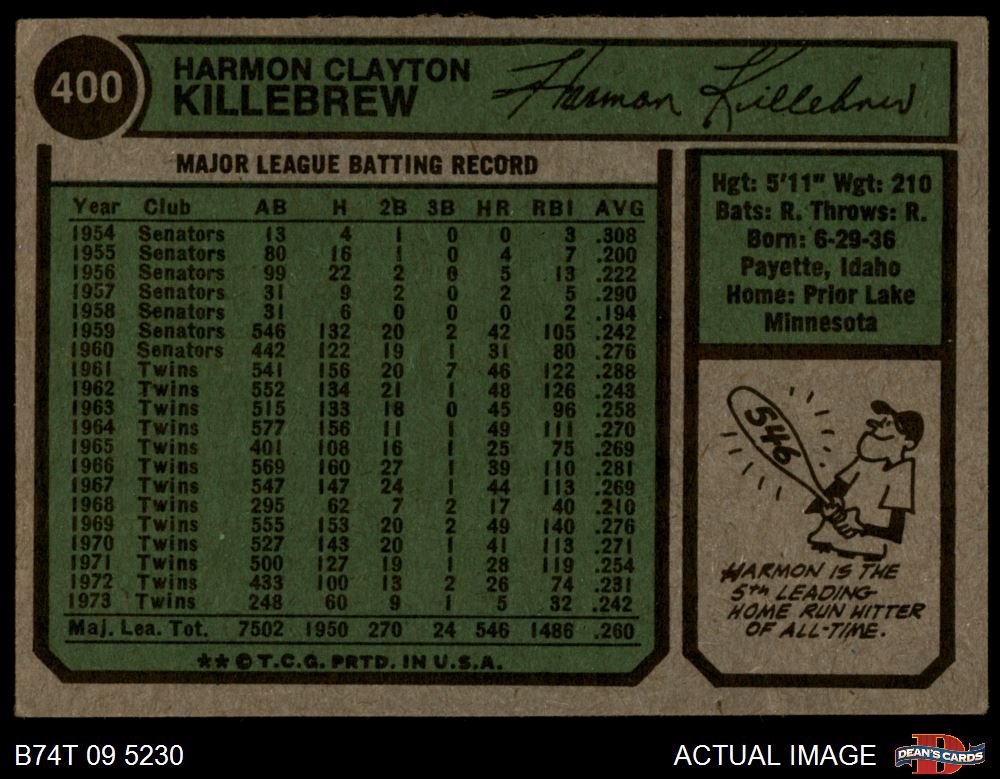 400
HARMON CLAYTON
KILLEBREW
Harmon Killebrew
MAJOR LEAGUE BATTING RECORD
Year Club AB H 2B 3B HR RBI AVG
1954 Senators 13 4 1 0 0 3 .308
1955 Senators 80 16 1 0 4 7 .200
1956 Senators 99 22 2 0 5 13 .222
1957 Senators 31 9 2 0 2 5 .290
1958 Senators 31 6 0 0 0 2 .194
1959 Senators 546 132 20 2 42 105 .242
1960 Senators 442 122 19 1 31 80 .276
1961 Twins 541 156 20 7 46 122 .288
1962 Twins 552 134 21 1 48 126 .243
1963 Twins 515 133 18 0 45 96 .258
1964 Twins 577 156 11 1 49 111 .270
1965 Twins 401 108 16 1 25 75 .269
1966 Twins 569 160 27 1 39 110 .281
1967 Twins 547 147 24 1 44 113 .269
1968 Twins 295 62 7 2 17 40 .210
1969 Twins 555 153 20 2 49 140 .276
1970 Twins 527 143 20 1 41 113 .271
1971 Twins 500 127 19 1 28 119 .254
1972 Twins 433 100 13 2 26 74 .231
1973 Twins 248 60 9 1 5 32 .242
Maj. Lea. Tot. 7502 1950 270 24 546 1486 .260
**© T.C.G. PRTD. IN U.S.A.
Hgt: 5'11" Wgt: 210
Bats: R. Throws: R.
Born: 6-29-36
Payette, Idaho
Home: Prior Lake
Minnesota
546
HARMON IS THE
5TH LEADING
HOME RUN HITTER
OF ALL-TIME.
B74T 09 5230
ACTUAL IMAGE
D
DEAN'S CARDS